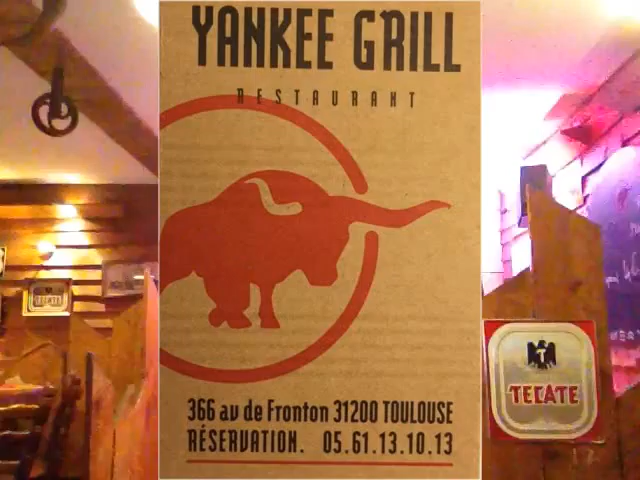 YANKEE GRILL
RESTAURANT
366 av de Fronton 31200 TOULOUSE
RÉSERVATION. 05.61.13.10.13
TECATE
T
TECATE